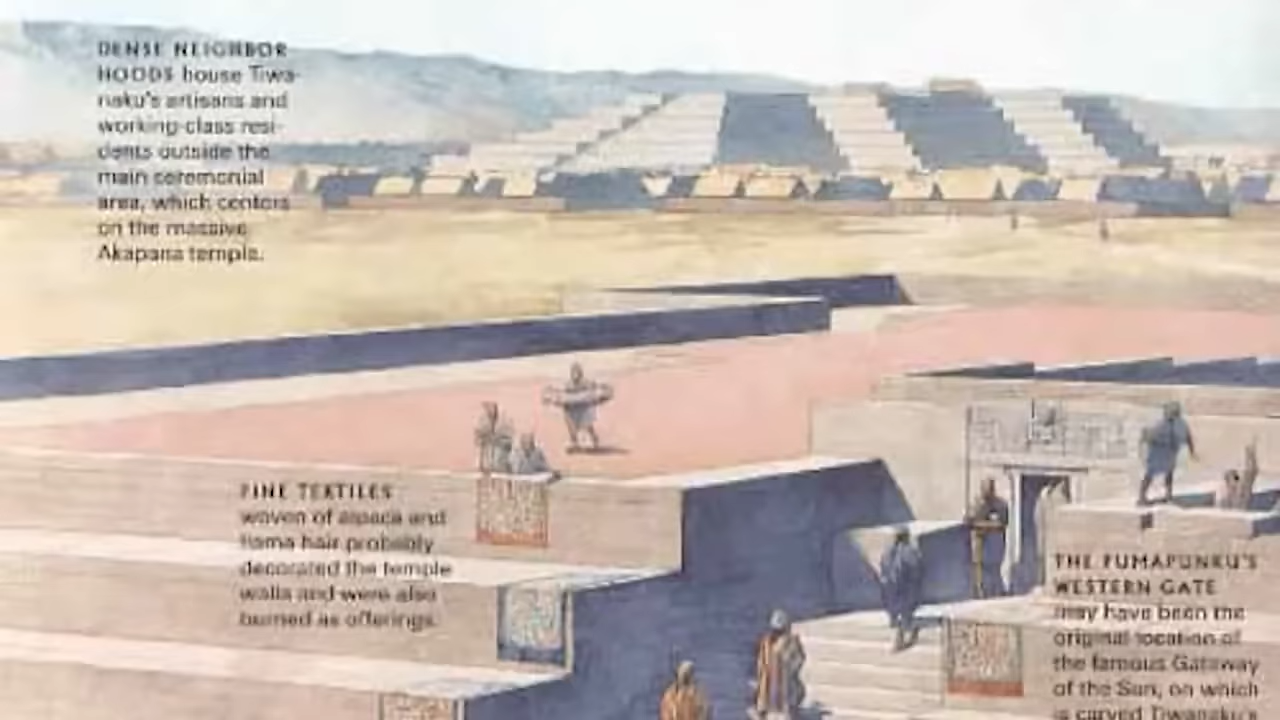 DENSE NEIGHBOR
HOODS house Tiwa-
naku's artisans and
working-class resi-
dents outside the
main ceremonial
area, which centers
on the massive
Akapana temple.
FINE TEXTILES
woven of alpaca and
llama hair probably
decorated the temple
walls and were also
burned as offerings.
THE PUMAPUNKU'S
WESTERN GATE
may have been the
original location of
the famous Gateway
of the Sun, on which
is carved Tiwanaku's